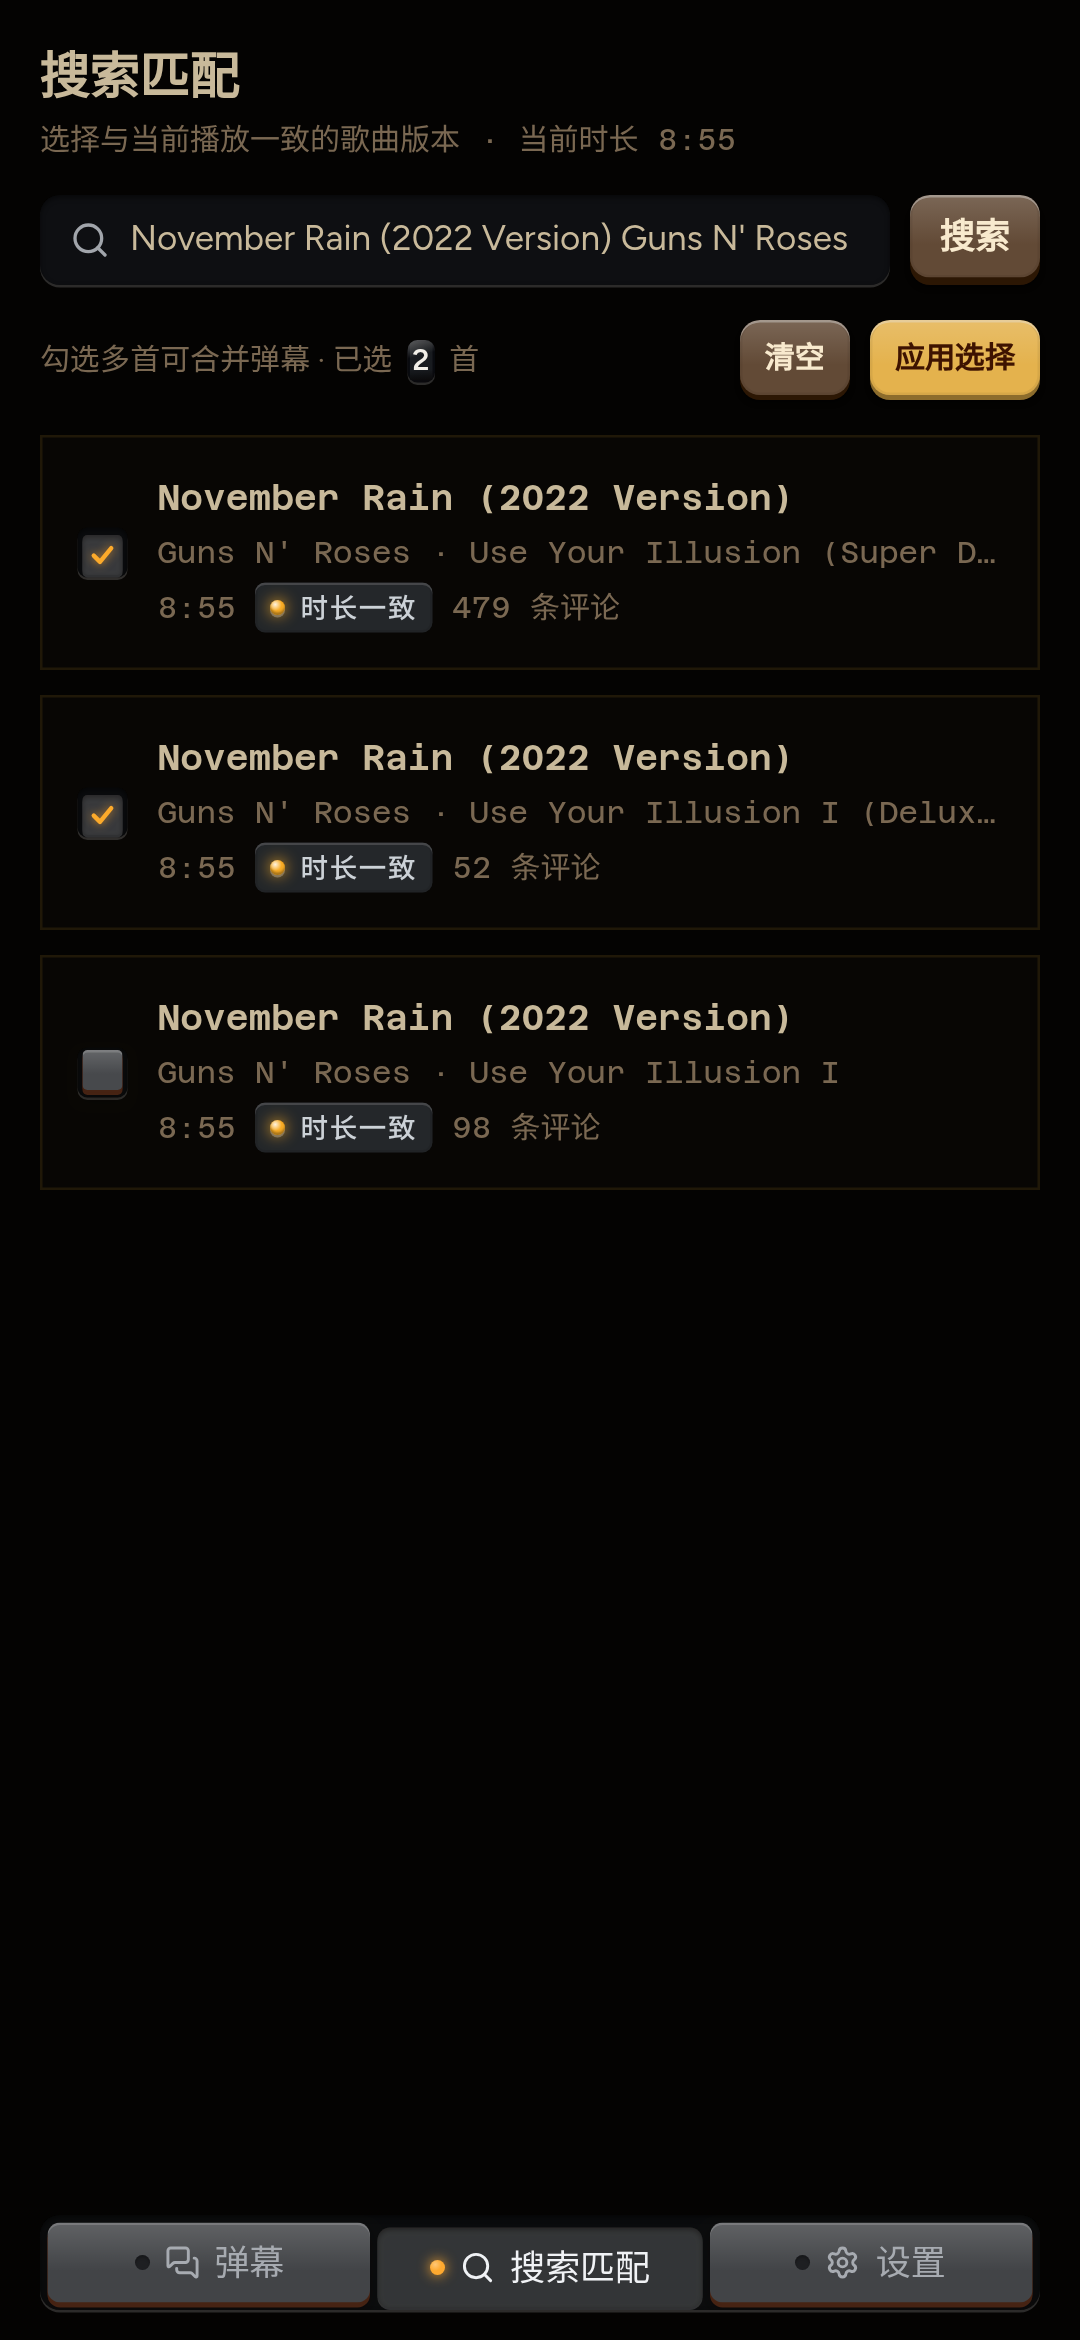 搜索匹配
选择与当前播放一致的歌曲版本 · 当前时长 8:55
November Rain (2022 Version) Guns N' Roses
搜索
勾选多首可合并弹幕 · 已选 2 首
清空
应用选择
November Rain (2022 Version)
Guns N' Roses · Use Your Illusion (Super D…
8:55 时长一致 479 条评论
November Rain (2022 Version)
Guns N' Roses · Use Your Illusion I (Delux…
8:55 时长一致 52 条评论
November Rain (2022 Version)
Guns N' Roses · Use Your Illusion I
8:55 时长一致 98 条评论
弹幕
搜索匹配
设置